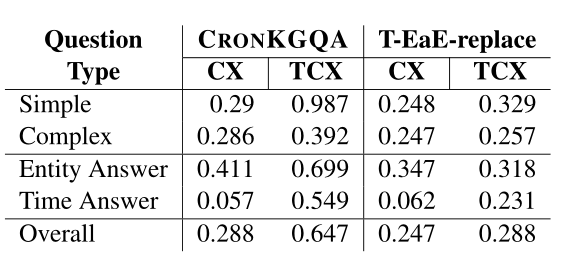 Question CRONKGQA T-EaE-replace
Type CX TCX CX TCX
Simple 0.29 0.987 0.248 0.329
Complex 0.286 0.392 0.247 0.257
Entity Answer 0.411 0.699 0.347 0.318
Time Answer 0.057 0.549 0.062 0.231
Overall 0.288 0.647 0.247 0.288